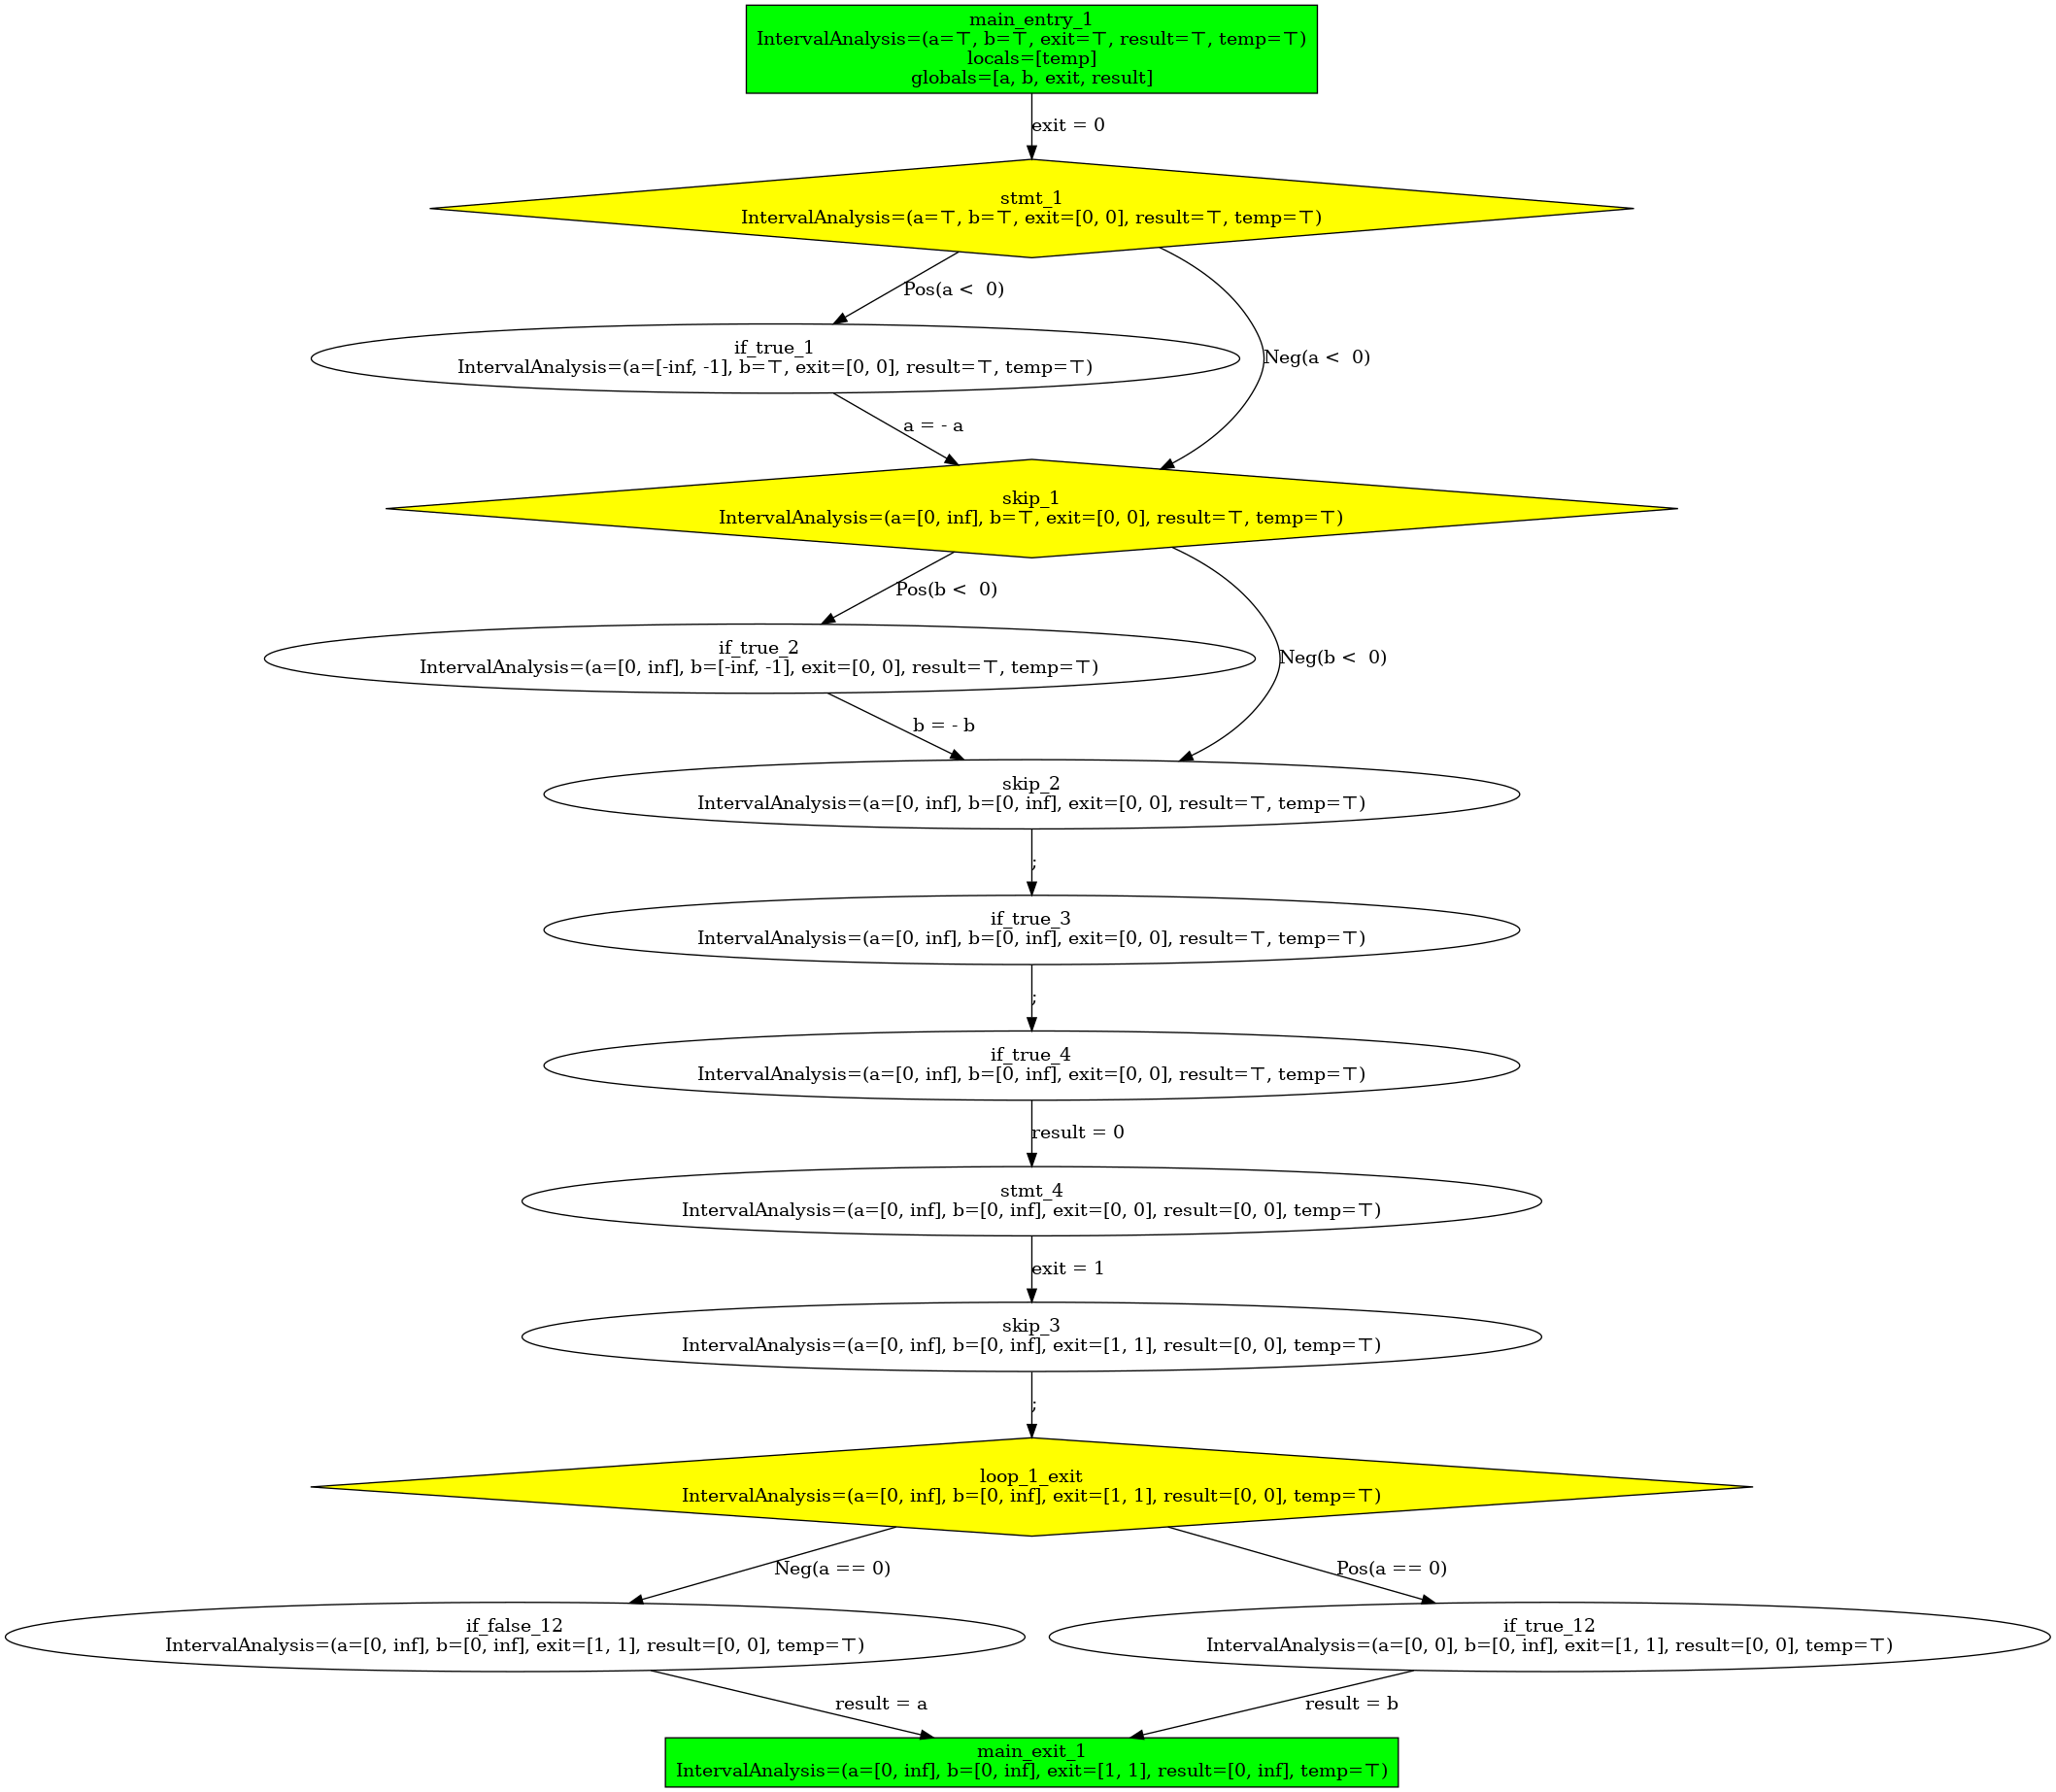 main_entry_1
IntervalAnalysis=(a=⊤, b=⊤, exit=⊤, result=⊤, temp=⊤)
locals=[temp]
globals=[a, b, exit, result]
exit = 0
stmt_1
IntervalAnalysis=(a=⊤, b=⊤, exit=[0, 0], result=⊤, temp=⊤)
Pos(a <  0)
if_true_1
IntervalAnalysis=(a=[-inf, -1], b=⊤, exit=[0, 0], result=⊤, temp=⊤)
Neg(a <  0)
a = - a
skip_1
IntervalAnalysis=(a=[0, inf], b=⊤, exit=[0, 0], result=⊤, temp=⊤)
Pos(b <  0)
if_true_2
IntervalAnalysis=(a=[0, inf], b=[-inf, -1], exit=[0, 0], result=⊤, temp=⊤)
Neg(b <  0)
b = - b
skip_2
IntervalAnalysis=(a=[0, inf], b=[0, inf], exit=[0, 0], result=⊤, temp=⊤)
;
if_true_3
IntervalAnalysis=(a=[0, inf], b=[0, inf], exit=[0, 0], result=⊤, temp=⊤)
;
if_true_4
IntervalAnalysis=(a=[0, inf], b=[0, inf], exit=[0, 0], result=⊤, temp=⊤)
result = 0
stmt_4
IntervalAnalysis=(a=[0, inf], b=[0, inf], exit=[0, 0], result=[0, 0], temp=⊤)
exit = 1
skip_3
IntervalAnalysis=(a=[0, inf], b=[0, inf], exit=[1, 1], result=[0, 0], temp=⊤)
;
loop_1_exit
IntervalAnalysis=(a=[0, inf], b=[0, inf], exit=[1, 1], result=[0, 0], temp=⊤)
Neg(a == 0)
Pos(a == 0)
if_false_12
IntervalAnalysis=(a=[0, inf], b=[0, inf], exit=[1, 1], result=[0, 0], temp=⊤)
if_true_12
IntervalAnalysis=(a=[0, 0], b=[0, inf], exit=[1, 1], result=[0, 0], temp=⊤)
result = a
result = b
main_exit_1
IntervalAnalysis=(a=[0, inf], b=[0, inf], exit=[1, 1], result=[0, inf], temp=⊤)